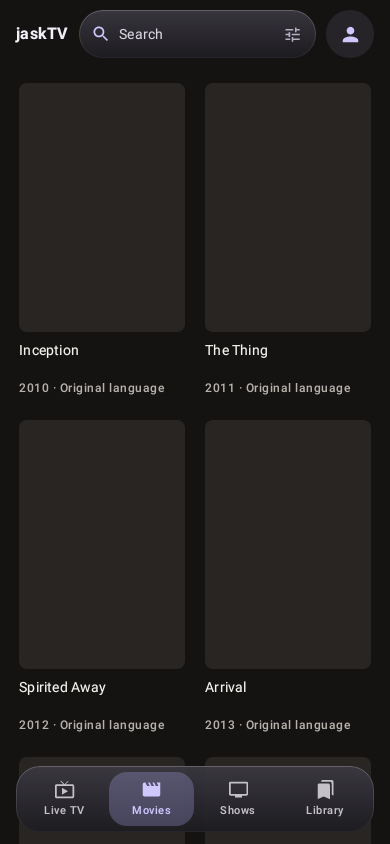 jaskTV
Search
Inception
The Thing
2010 · Original language
2011 · Original language
Spirited Away
Arrival
2012 · Original language
2013 · Original language
Live TV
Movies
Shows
Library